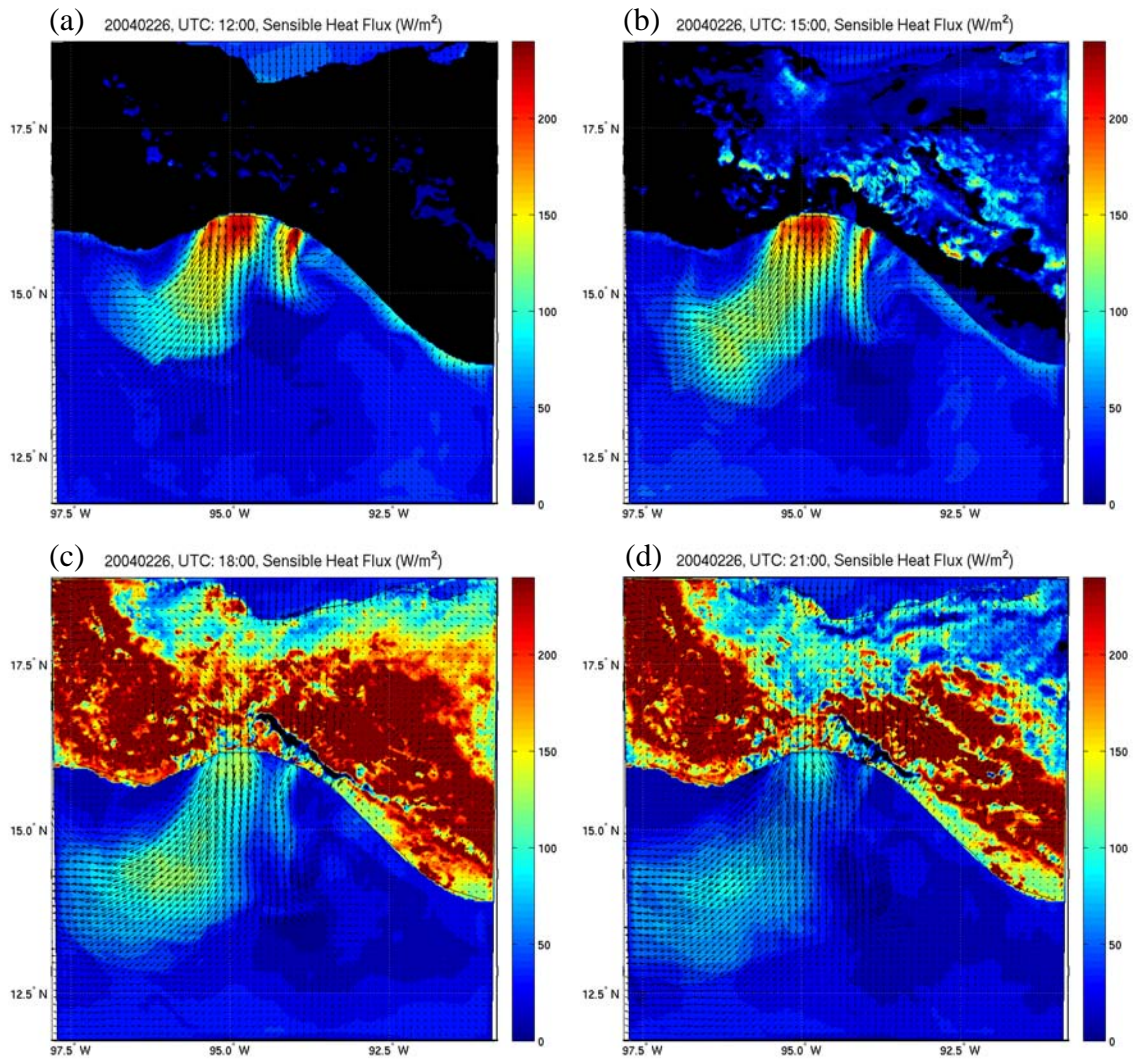 (a) 20040226, UTC: 12:00, Sensible Heat Flux (W/m²)
17.5° N
15.0° N
12.5° N
97.5° W 95.0° W 92.5° W
200
150
100
50
0
(b) 20040226, UTC: 15:00, Sensible Heat Flux (W/m²)
17.5° N
15.0° N
12.5° N
97.5° W 95.0° W 92.5° W
200
150
100
50
0
(c) 20040226, UTC: 18:00, Sensible Heat Flux (W/m²)
17.5° N
15.0° N
12.5° N
97.5° W 95.0° W 92.5° W
200
150
100
50
0
(d) 20040226, UTC: 21:00, Sensible Heat Flux (W/m²)
17.5° N
15.0° N
12.5° N
97.5° W 95.0° W 92.5° W
200
150
100
50
0